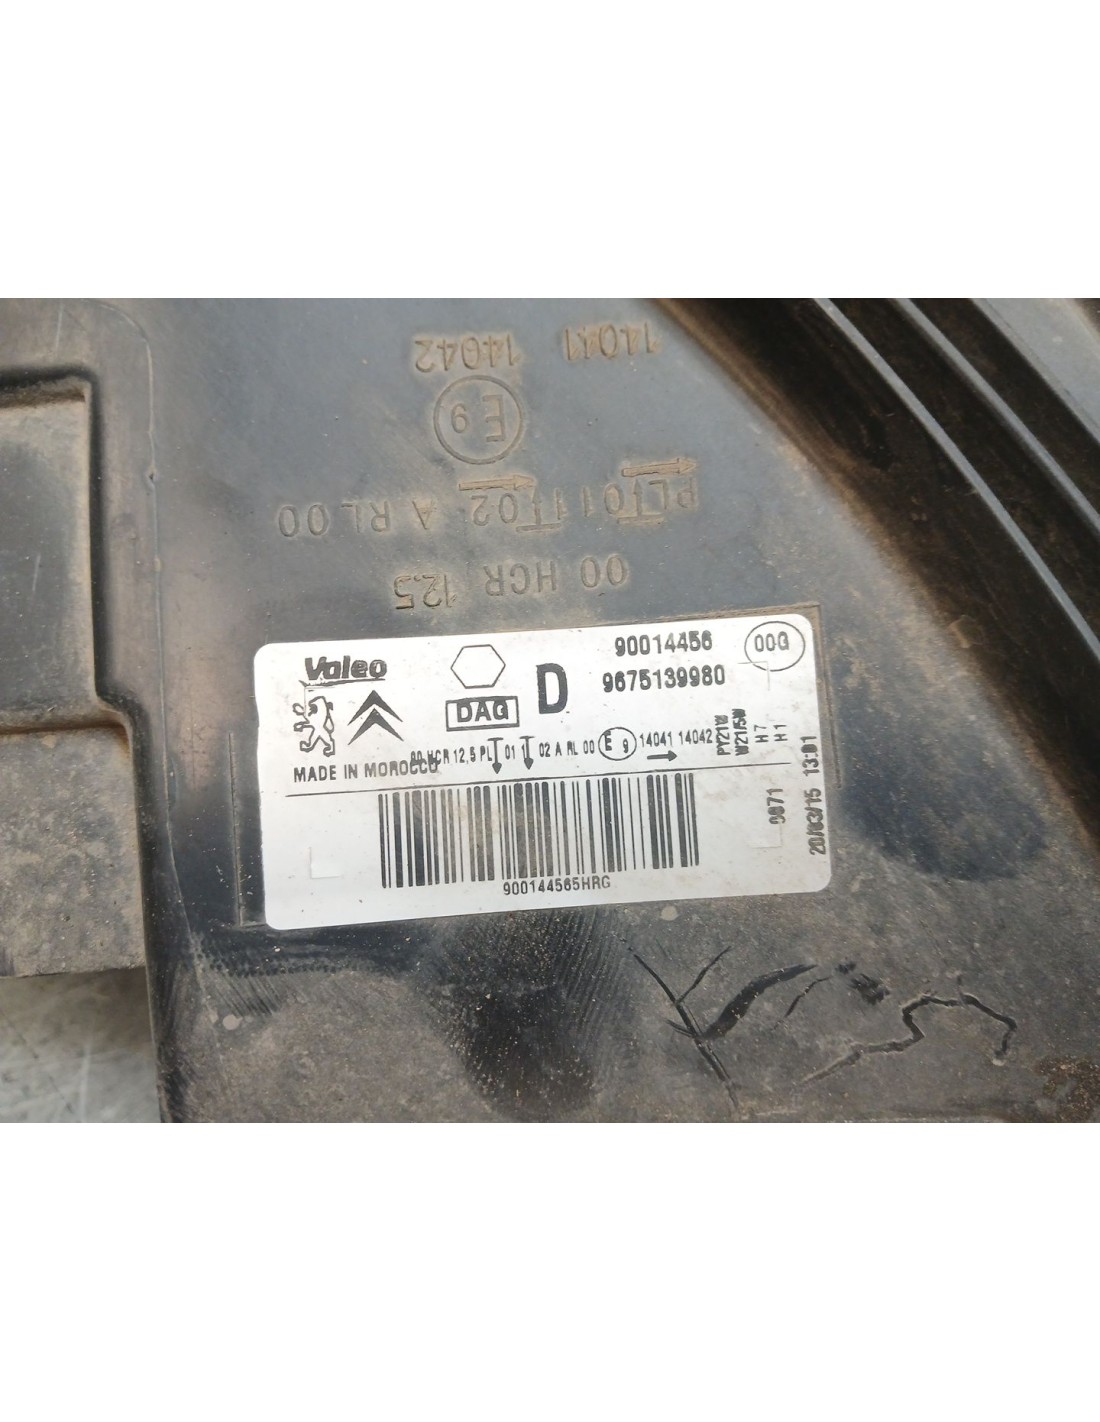 14041
14042
E 9
PL 01 1 02 A RL 00
00 HCR 12.5
Valeo
DAG
D
90014456
9675139980
00G
00 HCR 12,5 PL 01 1 02 A RL 00 E 9 14041 14042
MADE IN MOROCCO
PY21W
W21/5W
H7
H1
0871
20/03/15 13:01
900144565HRG